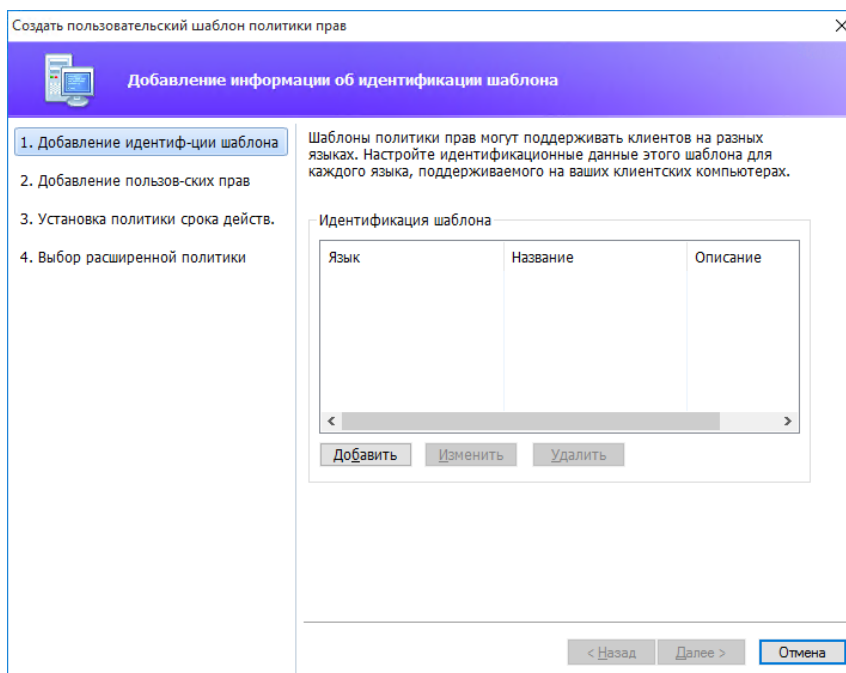 Создать пользовательский шаблон политики прав
Добавление информации об идентификации шаблона
1. Добавление идентиф-ции шаблона
2. Добавление пользов-ских прав
3. Установка политики срока действ.
4. Выбор расширенной политики
Шаблоны политики прав могут поддерживать клиентов на разных
языках. Настройте идентификационные данные этого шаблона для
каждого языка, поддерживаемого на ваших клиентских компьютерах.
Идентификация шаблона
Язык Название Описание
Добавить Изменить Удалить
< Назад Далее > Отмена